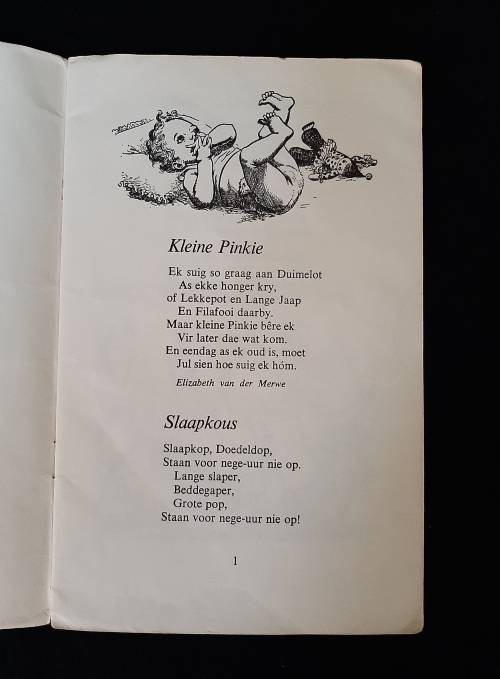 Kleine Pinkie
Ek suig so graag aan Duimelot
As ekke honger kry,
of Lekkepot en Lange Jaap
En Filafooi daarby.
Maar kleine Pinkie bêre ek
Vir later dae wat kom.
En eendag as ek oud is, moet
Jul sien hoe suig ek hóm.
Elizabeth van der Merwe
Slaapkous
Slaapkop, Doedeldop,
Staan voor nege-uur nie op.
Lange slaper,
Beddegaper,
Grote pop,
Staan voor nege-uur nie op!
1